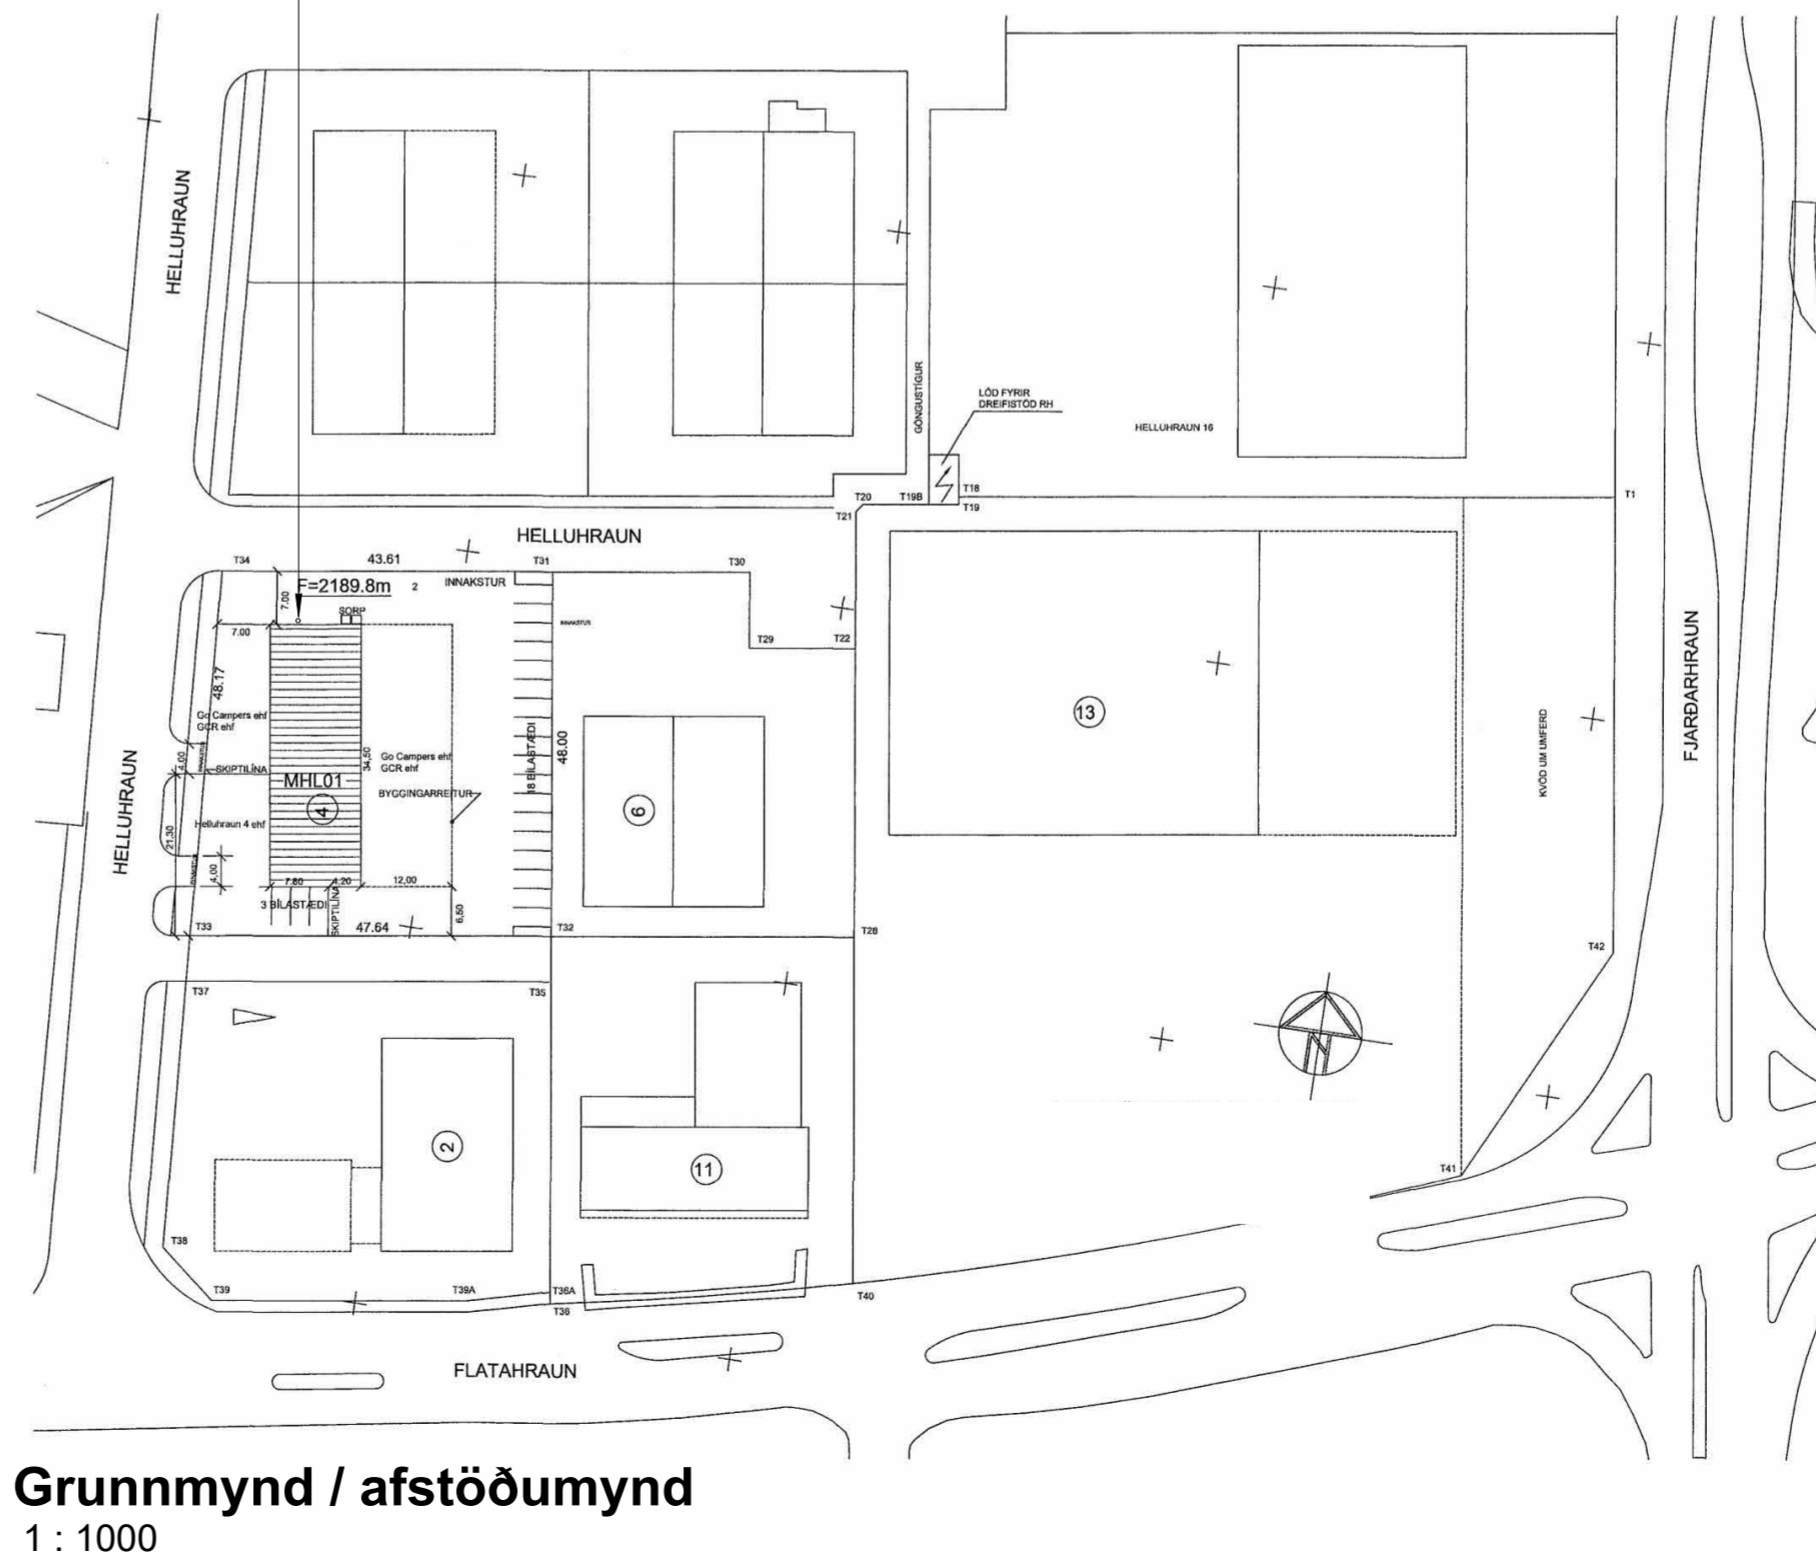 HELLUHRAUN
GÖNGUSTÍGUR
LÓÐ FYRIR
DREIFISTÖÐ RH
HELLUHRAUN 16
T18
T19
T19B
T20
T21
T1
HELLUHRAUN
T34
43.61
T31
T30
F=2189.8m 2
INNAKSTUR
7.00
SORP
INNAKSTUR
7.00
T29
T22
48.17
Go Campers ehf
GCR ehf
4.00
INNAKSTUR
SKIPTILÍNA
MHL01
4
34,50
Go Campers ehf
GCR ehf
BYGGINGARREITUR
18 BÍLASTÆÐI
48.00
6
13
KVÖÐ UM UMFERÐ
FJARÐARHRAUN
HELLUHRAUN
Helluhraun 4 ehf
21,30
INNAKSTUR
4,00
7.80
4,20
12,00
3 BÍLASTÆÐI
SKIPTILÍNA
6,50
T33
47.64
T32
T28
T42
T37
T35
N
2
11
T41
T38
T39
T39A
T36A
T36
T40
FLATAHRAUN
Grunnmynd / afstöðumynd
1 : 1000